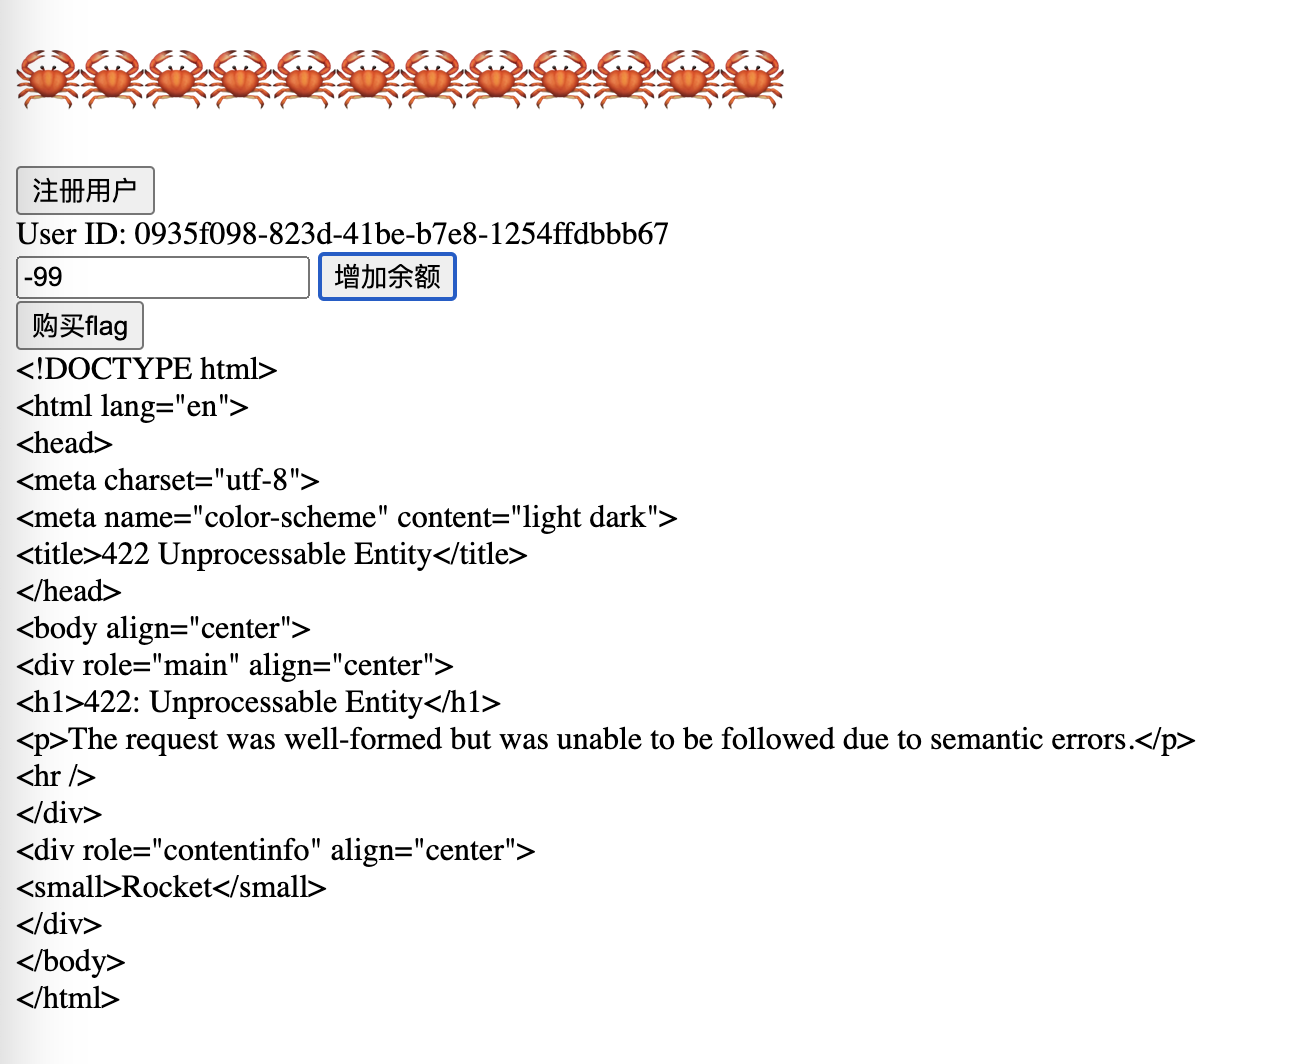 🦀🦀🦀🦀🦀🦀🦀🦀🦀🦀🦀🦀
注册用户
User ID: 0935f098-823d-41be-b7e8-1254ffdbbb67
-99 增加余额
购买flag
<!DOCTYPE html>
<html lang="en">
<head>
<meta charset="utf-8">
<meta name="color-scheme" content="light dark">
<title>422 Unprocessable Entity</title>
</head>
<body align="center">
<div role="main" align="center">
<h1>422: Unprocessable Entity</h1>
<p>The request was well-formed but was unable to be followed due to semantic errors.</p>
<hr />
</div>
<div role="contentinfo" align="center">
<small>Rocket</small>
</div>
</body>
</html>